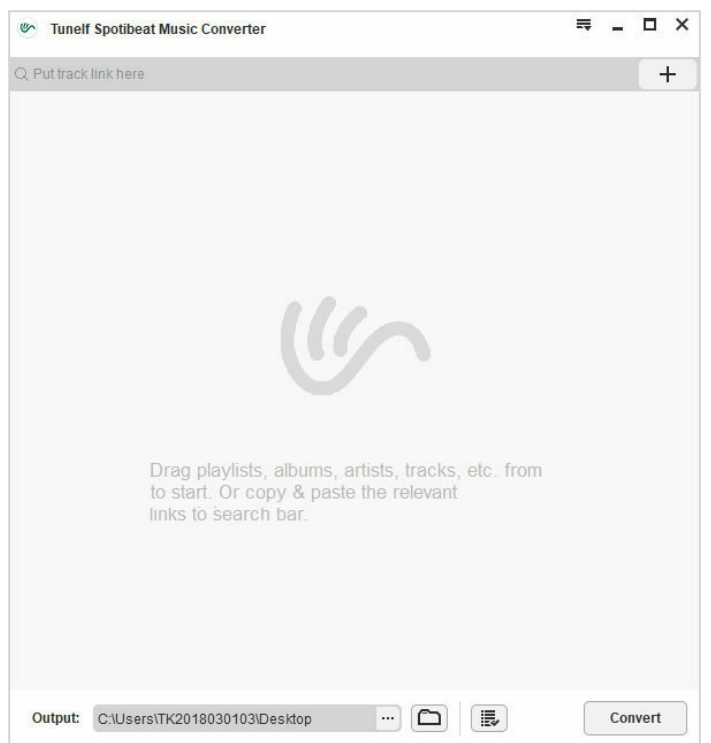 Tunelf Spotibeat Music Converter
Put track link here
Drag playlists, albums, artists, tracks, etc. from
to start. Or copy & paste the relevant
links to search bar.
Output: C:\Users\TK2018030103\Desktop ... Convert